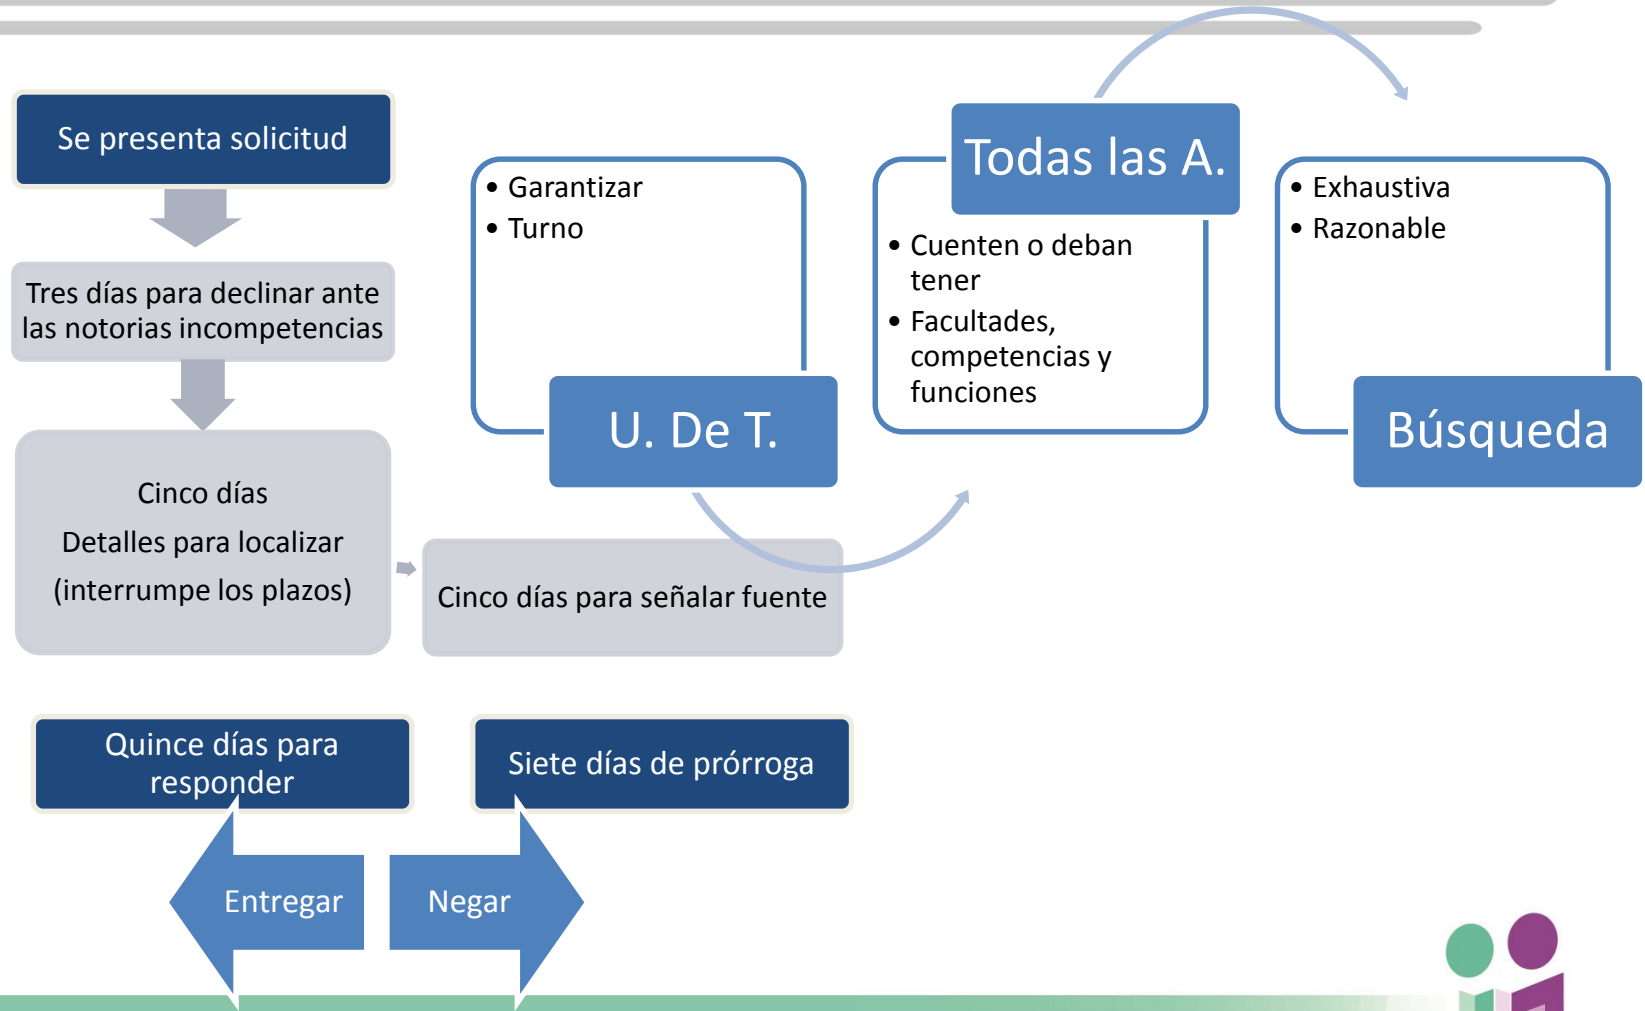 Se presenta solicitud
Tres días para declinar ante
las notorias incompetencias
Cinco días
Detalles para localizar
(interrumpe los plazos)
Cinco días para señalar fuente
• Garantizar
• Turno
U. De T.
Todas las A.
• Cuenten o deban
tener
• Facultades,
competencias y
funciones
• Exhaustiva
• Razonable
Búsqueda
Quince días para
responder
Siete días de prórroga
Entregar
Negar